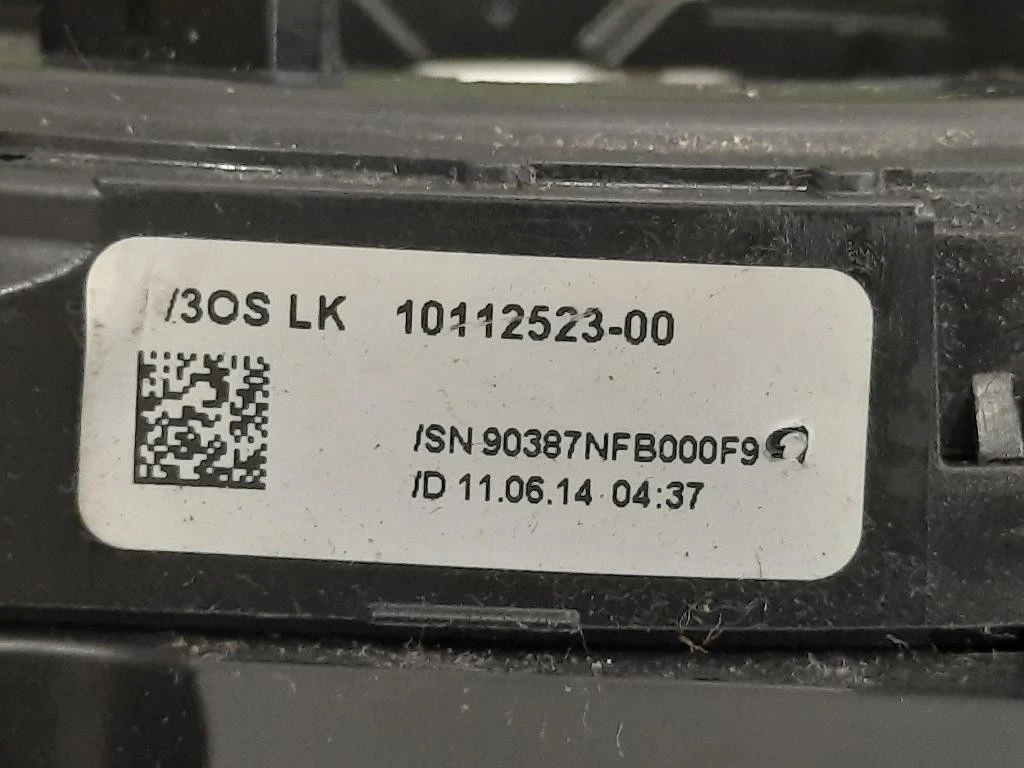 /3OS LK 10112523-00
/SN 90387NFB000F9
/D 11.06.14 04:37